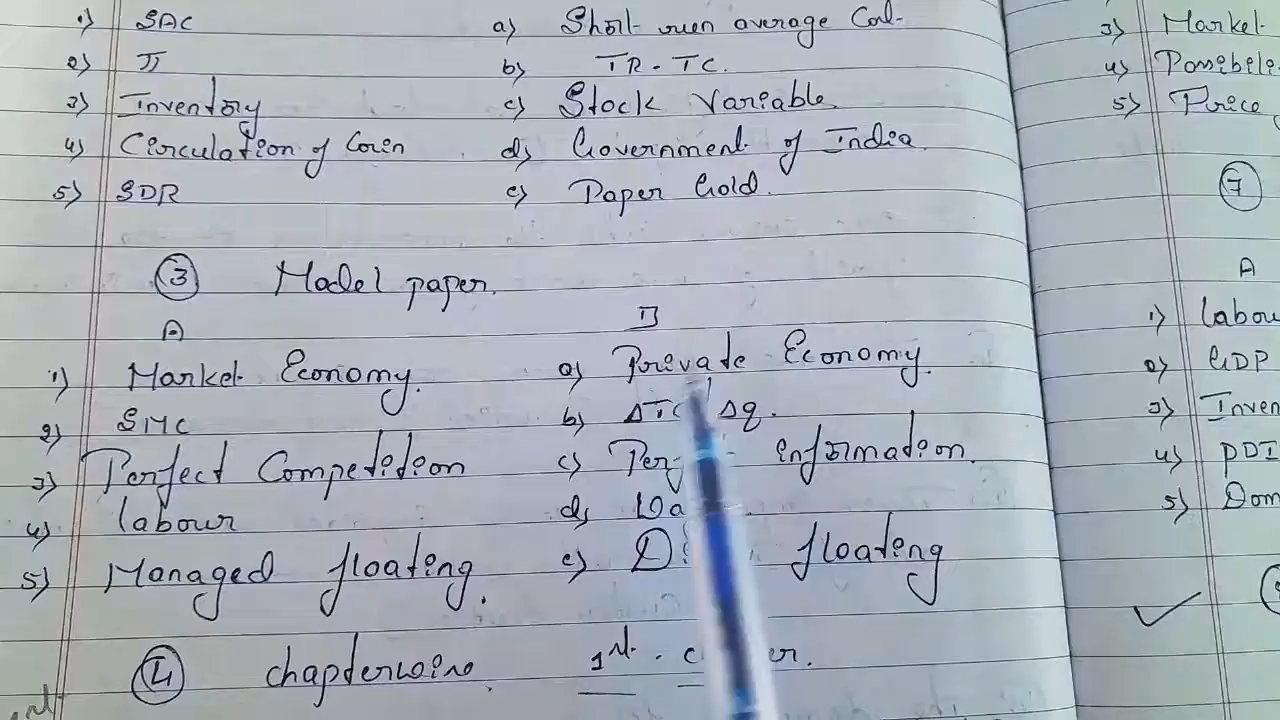 1) SAC a) Short run average Cost
2) π b) TR - TC.
3) Inventory c) Stock Variable.
4) Circulation of Coin d) Government of India.
5) SDR e) Paper Gold.
③ Model paper.
A B
1) Market Economy. a) Private Economy.
2) SMC b) ΔTC/Δq.
3) Perfect Competition c) information.
4) labour d)
5) Managed floating. e) floating
④ chapterwise 1st.
3) Market
4)
5) Price
⑦
A
1) labou
2) GDP
3) Inven
4) PDI
5) Dom